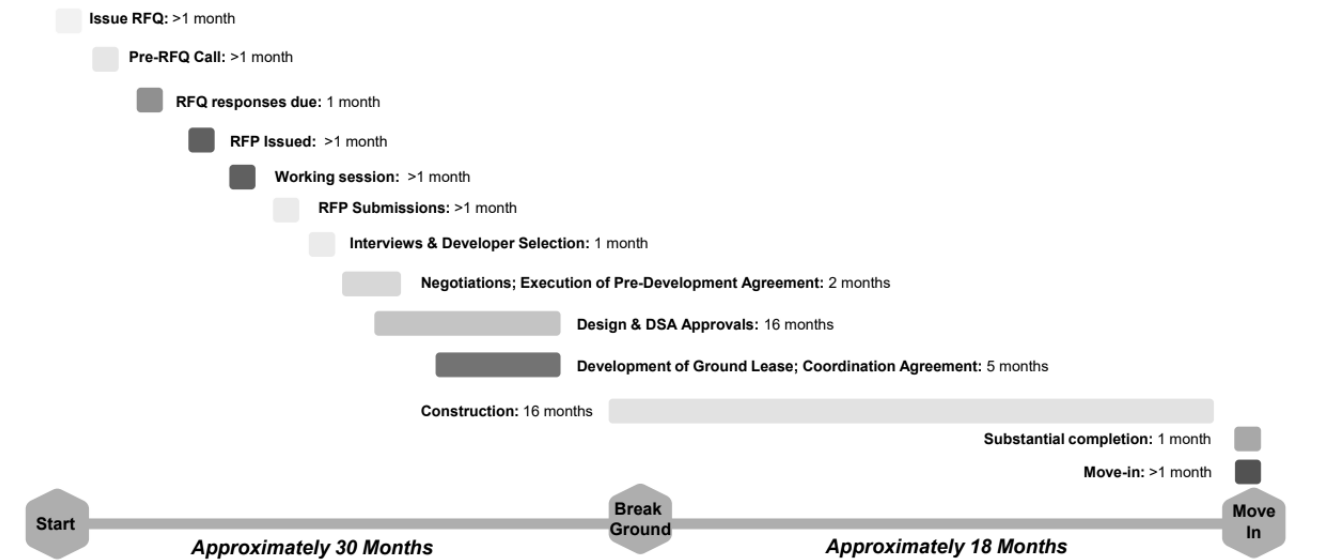 Issue RFQ: >1 month
Pre-RFQ Call: >1 month
RFQ responses due: 1 month
RFP Issued: >1 month
Working session: >1 month
RFP Submissions: >1 month
Interviews & Developer Selection: 1 month
Negotiations; Execution of Pre-Development Agreement: 2 months
Design & DSA Approvals: 16 months
Development of Ground Lease; Coordination Agreement: 5 months
Construction: 16 months
Substantial completion: 1 month
Move-in: >1 month
Start
Break
Ground
Move
In
Approximately 30 Months
Approximately 18 Months